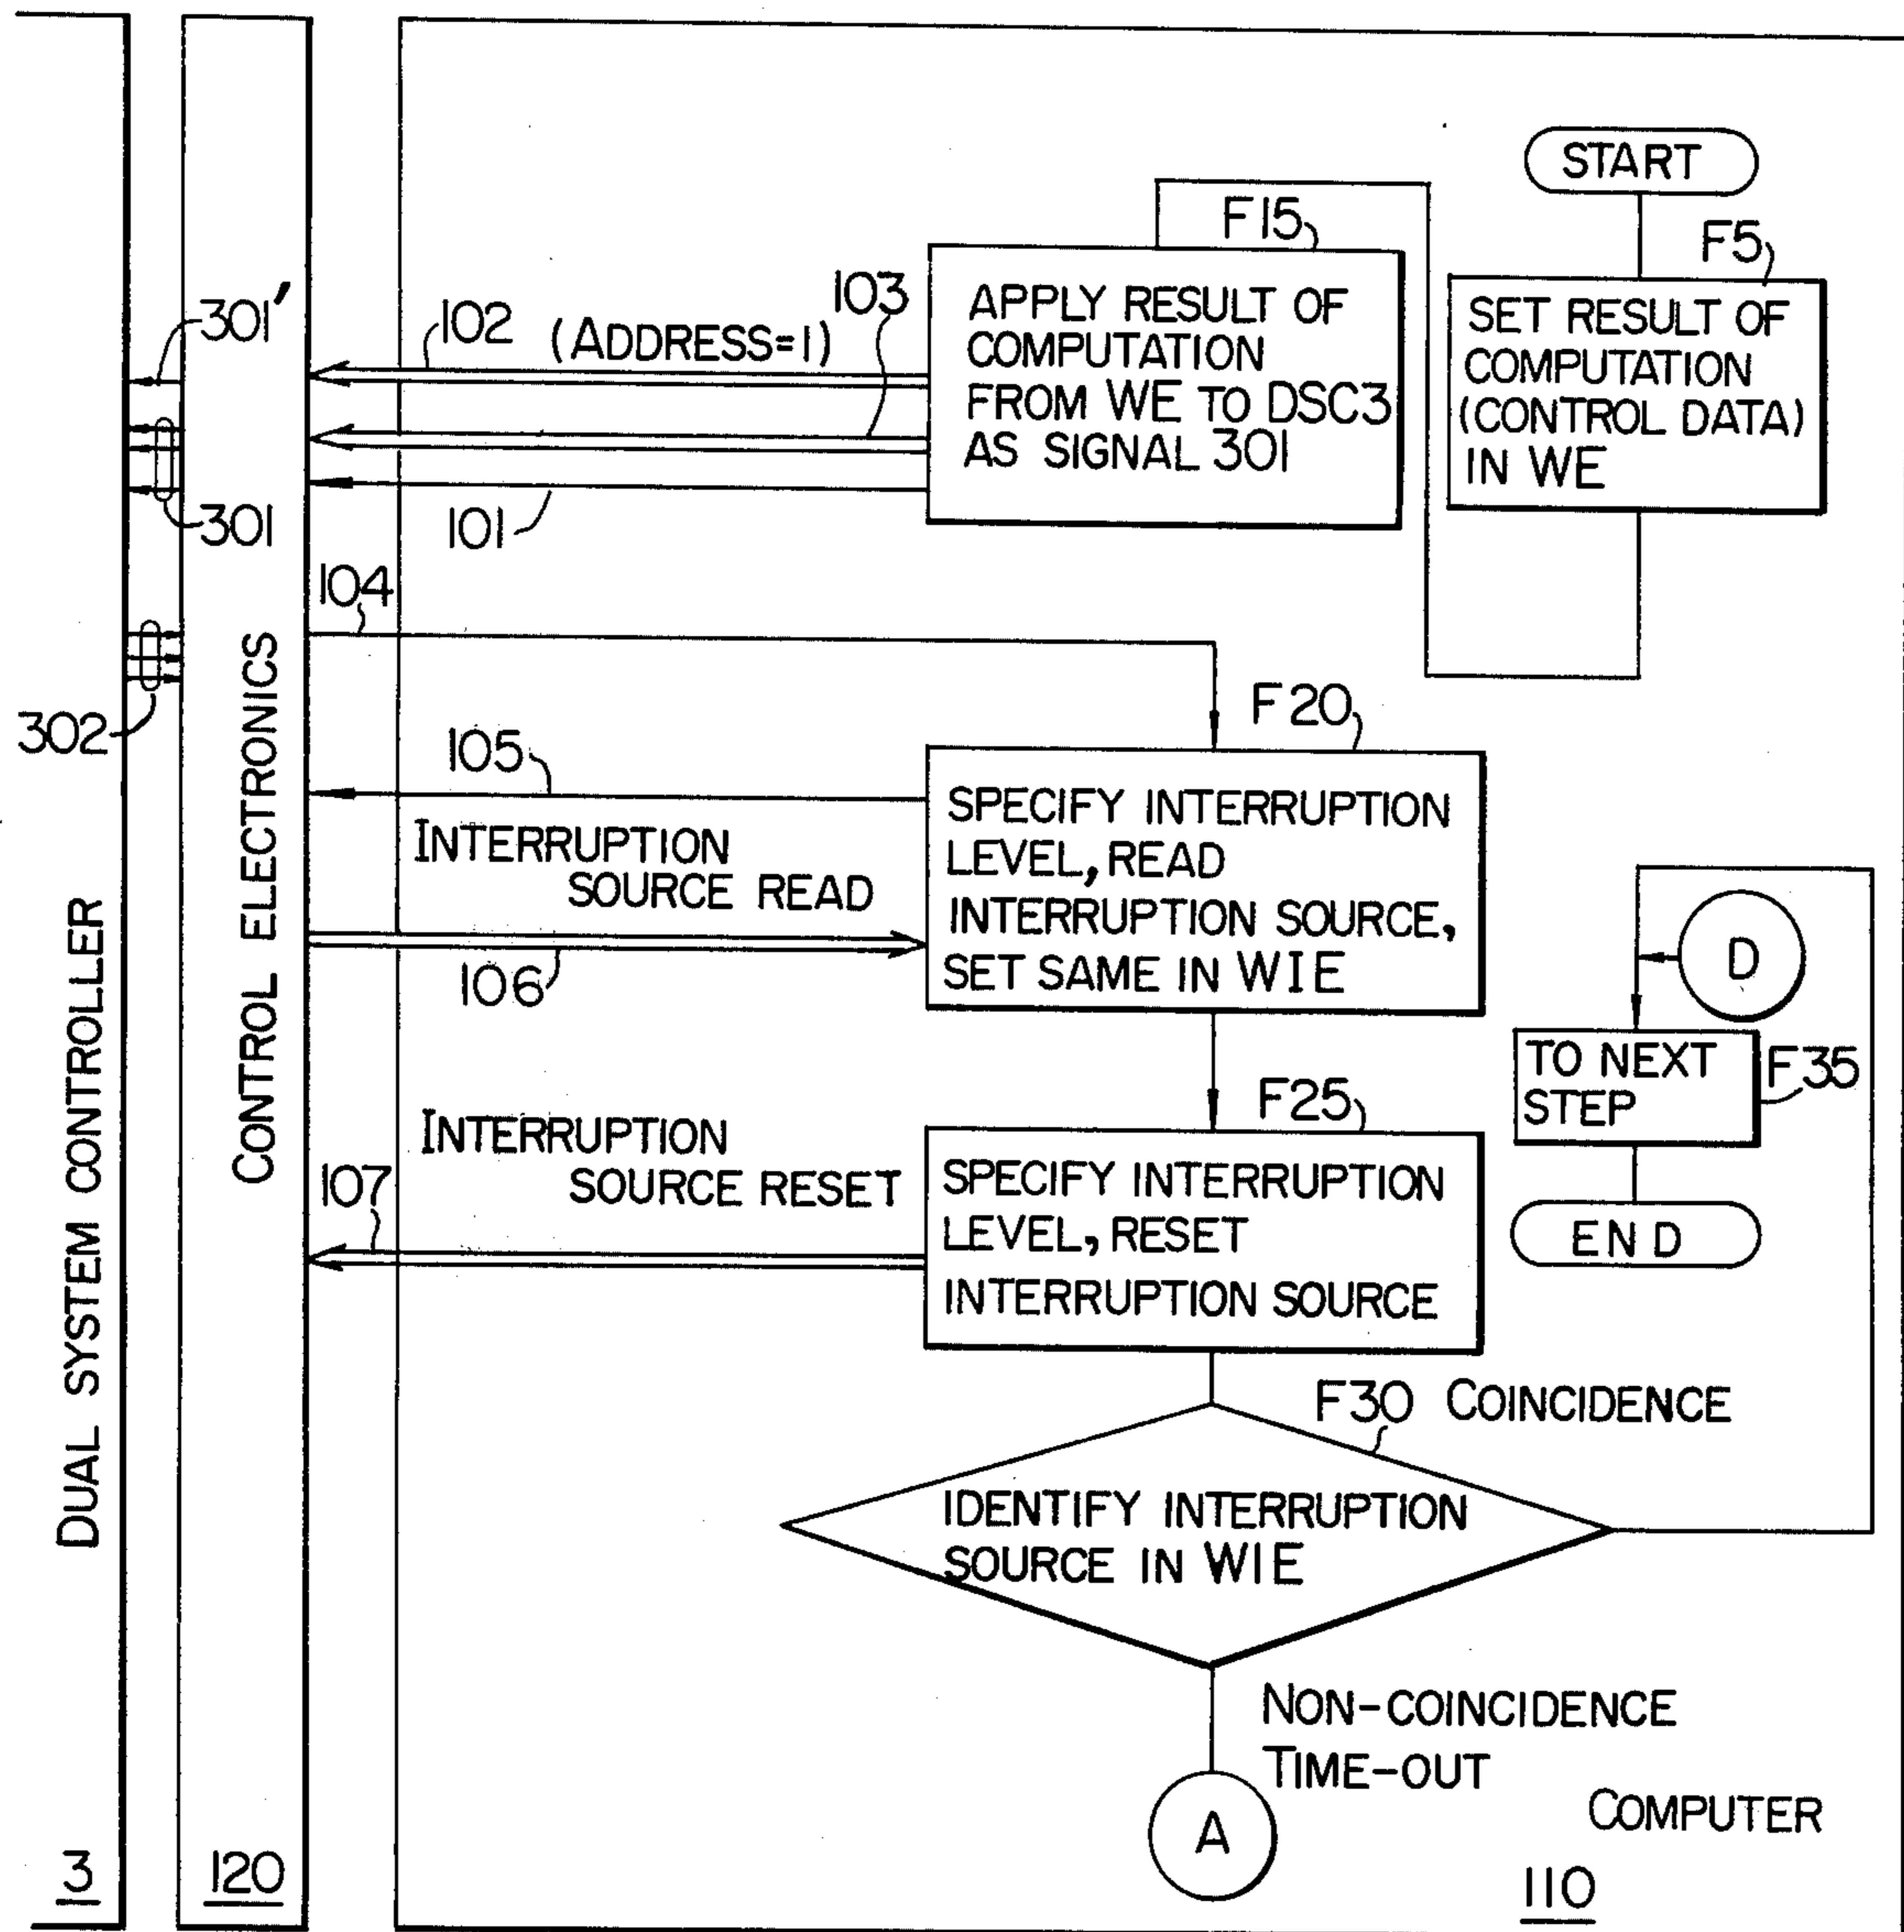 START
F15
F5
APPLY RESULT OF
COMPUTATION
FROM WE TO DSC3
AS SIGNAL 301
SET RESULT OF
COMPUTATION
(CONTROL DATA)
IN WE
103
102 (ADDRESS=1)
101
301'
301
302
104
F20
105
SPECIFY INTERRUPTION
LEVEL, READ
INTERRUPTION SOURCE,
SET SAME IN WIE
INTERRUPTION
SOURCE READ
106
D
TO NEXT
STEP
F35
END
F25
INTERRUPTION
SOURCE RESET
107
SPECIFY INTERRUPTION
LEVEL, RESET
INTERRUPTION SOURCE
F30 COINCIDENCE
IDENTIFY INTERRUPTION
SOURCE IN WIE
NON-COINCIDENCE
TIME-OUT
A
COMPUTER
110
DUAL SYSTEM CONTROLLER
3
CONTROL ELECTRONICS
120